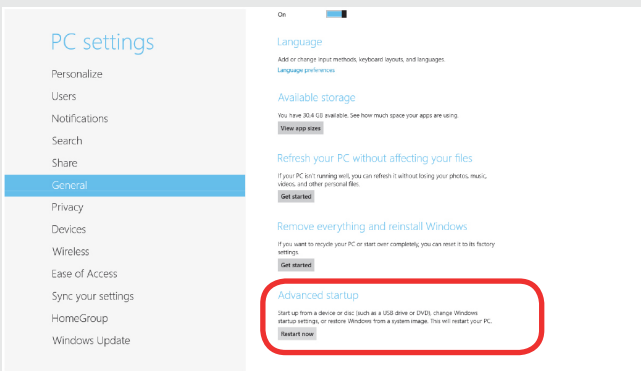 PC settings
Personalize
Users
Notifications
Search
Share
General
Privacy
Devices
Wireless
Ease of Access
Sync your settings
HomeGroup
Windows Update
On
Language
Add or change input methods, keyboard layouts, and languages.
Language preferences
Available storage
You have 30.4 GB available. See how much space your apps are using.
View app sizes
Refresh your PC without affecting your files
If your PC isn't running well, you can refresh it without losing your photos, music,
videos, and other personal files.
Get started
Remove everything and reinstall Windows
If you want to recycle your PC or start over completely, you can reset it to its factory
settings.
Get started
Advanced startup
Start up from a device or disc (such as a USB drive or DVD), change Windows
startup settings, or restore Windows from a system image. This will restart your PC.
Restart now